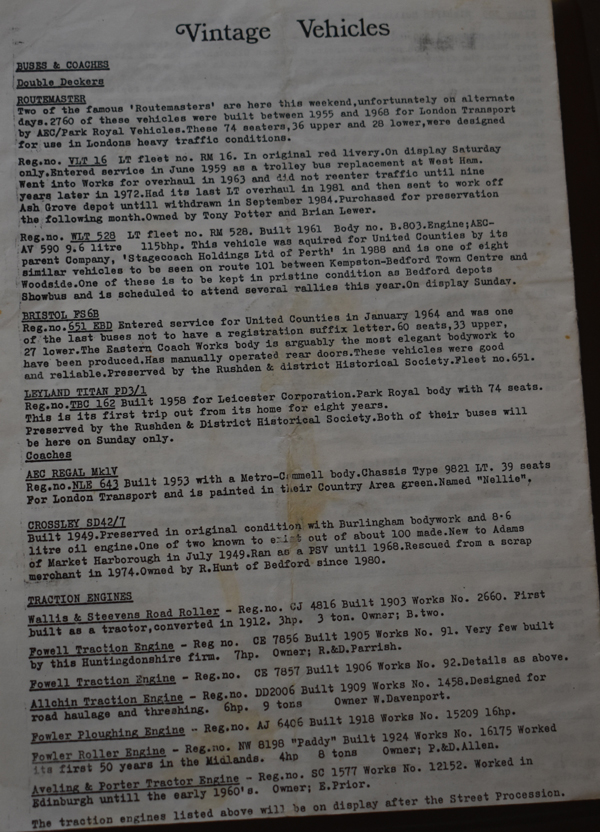 Vintage Vehicles
BUSES & COACHES
Double Deckers
ROUTEMASTER
Two of the famous 'Routemasters' are here this weekend,unfortunately on alternate
days.2760 of these vehicles were built between 1955 and 1968 for London Transport
by AEC/Park Royal Vehicles.These 74 seaters,36 upper and 28 lower,were designed
for use in Londons heavy traffic conditions.
Reg.no. VLT 16 LT fleet no. RM 16. In original red livery.On display Saturday
only.Entered service in June 1959 as a trolley bus replacement at West Ham.
Went into Works for overhaul in 1963 and did not reenter traffic until nine
years later in 1972.Had its last LT overhaul in 1981 and then sent to work off
Ash Grove depot untill withdrawn in September 1984.Purchased for preservation
the following month.Owned by Tony Potter and Brian Lewer.
Reg.no. WLT 528 LT fleet no. RM 528. Built 1961 Body no. B.803.Engine;AEC-
AV 590 9.6 litre 115bhp. This vehicle was aquired for United Counties by its
parent Company, 'Stagecoach Holdings Ltd of Perth' in 1988 and is one of eight
similar vehicles to be seen on route 101 between Kempston-Bedford Town Centre and
Woodside.One of these is to be kept in pristine condition as Bedford depots
Showbus and is scheduled to attend several rallies this year.On display Sunday.
BRISTOL FS6B
Reg.no.651 EBD Entered service for United Counties in January 1964 and was one
of the last buses not to have a registration suffix letter.60 seats,33 upper,
27 lower.The Eastern Coach Works body is arguably the most elegant bodywork to
have been produced.Has manually operated rear doors.These vehicles were good
and reliable.Preserved by the Rushden & district Historical Society.Fleet no.651.
LEYLAND TITAN PD3/1
Reg.no.TBC 162 Built 1958 for Leicester Corporation.Park Royal body with 74 seats.
This is its first trip out from its home for eight years.
Preserved by the Rushden & District Historical Society.Both of their buses will
be here on Sunday only.
Coaches
AEC REGAL Mk1V
Reg.no.NLE 643 Built 1953 with a Metro-Cammell body.Chassis Type 9821 LT. 39 seats
For London Transport and is painted in their Country Area green.Named "Nellie".
CROSSLEY SD42/7
Built 1949.Preserved in original condition with Burlingham bodywork and 8·6
litre oil engine.One of two known to exist out of about 100 made.New to Adams
of Market Harborough in July 1949.Ran as a PSV until 1968.Rescued from a scrap
merchant in 1974.Owned by R.Hunt of Bedford since 1980.
TRACTION ENGINES
Wallis & Steevens Road Roller - Reg.no. CJ 4816 Built 1903 Works No. 2660. First
built as a tractor,converted in 1912. 3hp. 3 ton. Owner; B.two.
Fowell Traction Engine - Reg no. CE 7856 Built 1905 Works No. 91. Very few built
by this Huntingdonshire firm. 7hp. Owner; R.&D.Parrish.
Fowell Traction Engine - Reg.no. CE 7857 Built 1906 Works No. 92.Details as above.
Allchin Traction Engine - Reg.no. DD2006 Built 1909 Works No. 1458.Designed for
road haulage and threshing. 6hp. 9 tons Owner W.Davenport.
Fowler Ploughing Engine - Reg.no. AJ 6406 Built 1918 Works No. 15209 16hp.
Fowler Roller Engine - Reg.no. NW 8198 "Paddy" Built 1924 Works No. 16175 Worked
its first 50 years in the Midlands. 4hp 8 tons Owner; P.&D.Allen.
Aveling & Porter Tractor Engine - Reg.no. SC 1577 Works No. 12152. Worked in
Edinburgh untill the early 1960's. Owner; E.Prior.
The traction engines listed above will be on display after the Street Procession.